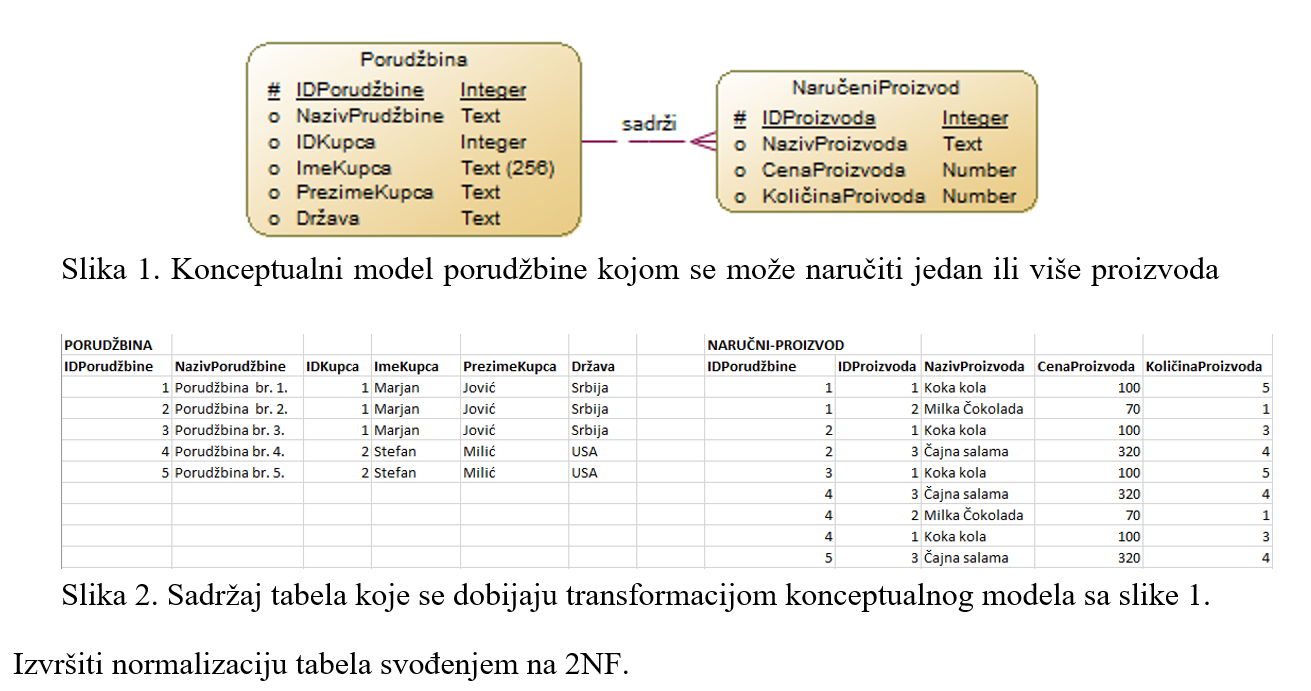 Porudžbina
# IDPorudžbine Integer
o NazivPrudžbine Text
o IDKupca Integer
o ImeKupca Text (256)
o PrezimeKupca Text
o Država Text
sadrži
NaručeniProizvod
# IDProizvoda Integer
o NazivProizvoda Text
o CenaProizvoda Number
o KoličinaProivoda Number
Slika 1. Konceptualni model porudžbine kojom se može naručiti jedan ili više proizvoda
PORUDŽBINA
IDPorudžbine NazivPorudžbine IDKupca ImeKupca PrezimeKupca Država
1 Porudžbina br. 1. 1 Marjan Jović Srbija
2 Porudžbina br. 2. 1 Marjan Jović Srbija
3 Porudžbina br. 3. 1 Marjan Jović Srbija
4 Porudžbina br. 4. 2 Stefan Milić USA
5 Porudžbina br. 5. 2 Stefan Milić USA
NARUČNI-PROIZVOD
IDPorudžbine IDProizvoda NazivProizvoda CenaProizvoda KoličinaProizvoda
1 1 Koka kola 100 5
1 2 Milka Čokolada 70 1
2 1 Koka kola 100 3
2 3 Čajna salama 320 4
3 1 Koka kola 100 5
4 3 Čajna salama 320 4
4 2 Milka Čokolada 70 1
4 1 Koka kola 100 3
5 3 Čajna salama 320 4
Slika 2. Sadržaj tabela koje se dobijaju transformacijom konceptualnog modela sa slike 1.
Izvršiti normalizaciju tabela svođenjem na 2NF.